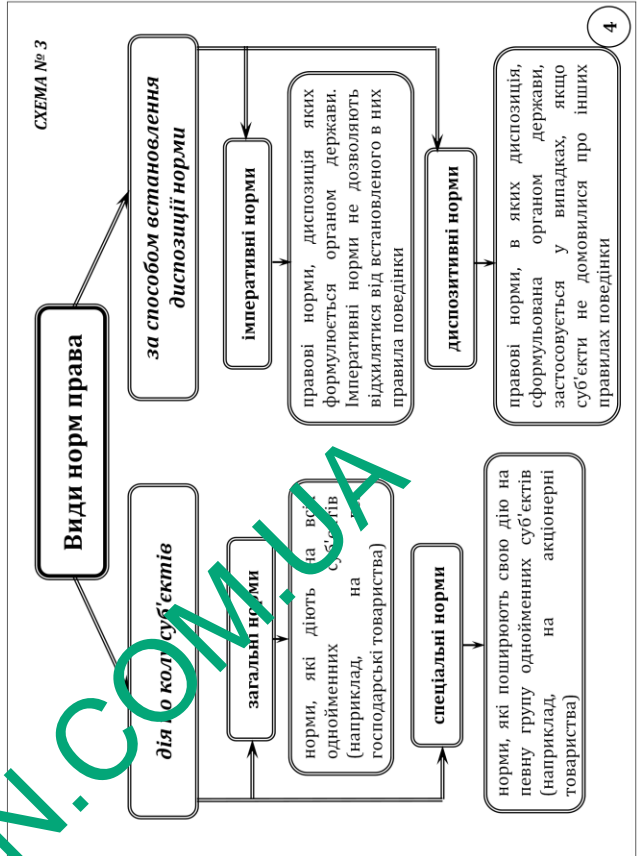 СХЕМА № 3
Види норм права
дія по колу суб'єктів
загальні норми
норми, які діють на всіх
однойменних суб'єктів
(наприклад, на
господарські товариства)
спеціальні норми
норми, які поширюють свою дію на
певну групу однойменних суб'єктів
(наприклад, на акціонерні
товариства)
за способом встановлення
диспозиції норми
імперативні норми
правові норми, диспозиція яких
формулюється органом держави.
Імперативні норми не дозволяють
відхилятися від встановленого в них
правила поведінки
диспозитивні норми
правові норми, в яких диспозиція,
сформульована органом держави,
застосовується у випадках, якщо
суб'єкти не домовилися про інших
правилах поведінки
4
N.COM.UA